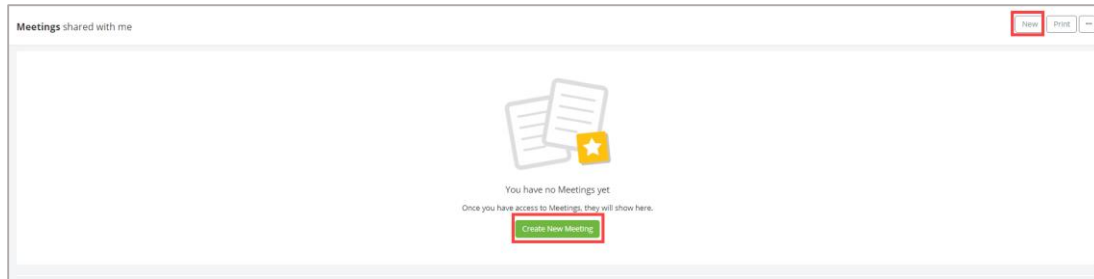 Meetings shared with me
New
Print
You have no Meetings yet
Once you have access to Meetings, they will show here.
Create New Meeting